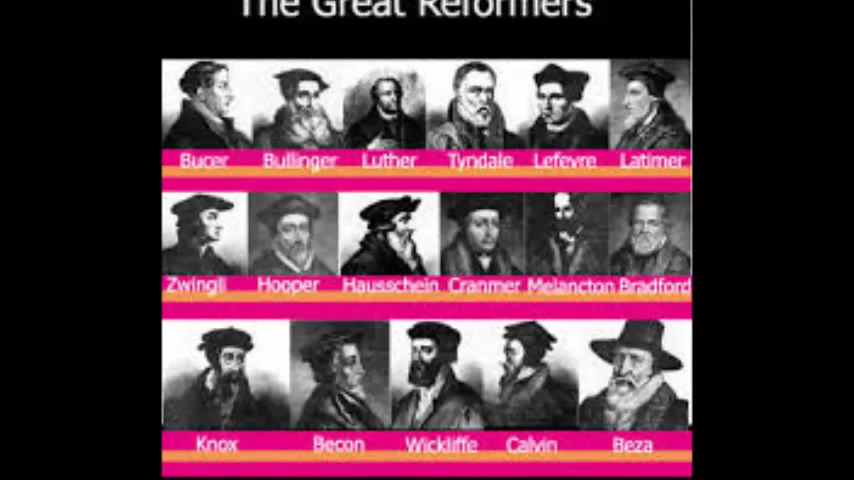 The Great Reformers
Bucer Bullinger Luther Tyndale Lefevre Latimer
Zwingli Hooper Hausschein Cranmer Melancton Bradford
Knox Becon Wickliffe Calvin Beza